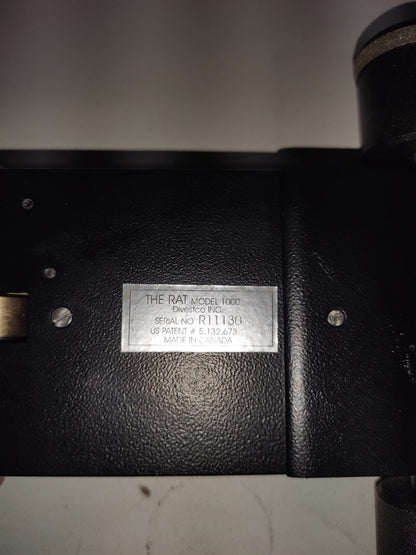 THE RAT MODEL 1000
Divestco INC.
SERIAL NO R11130
US PATENT # 5,132,673
MADE IN CANADA